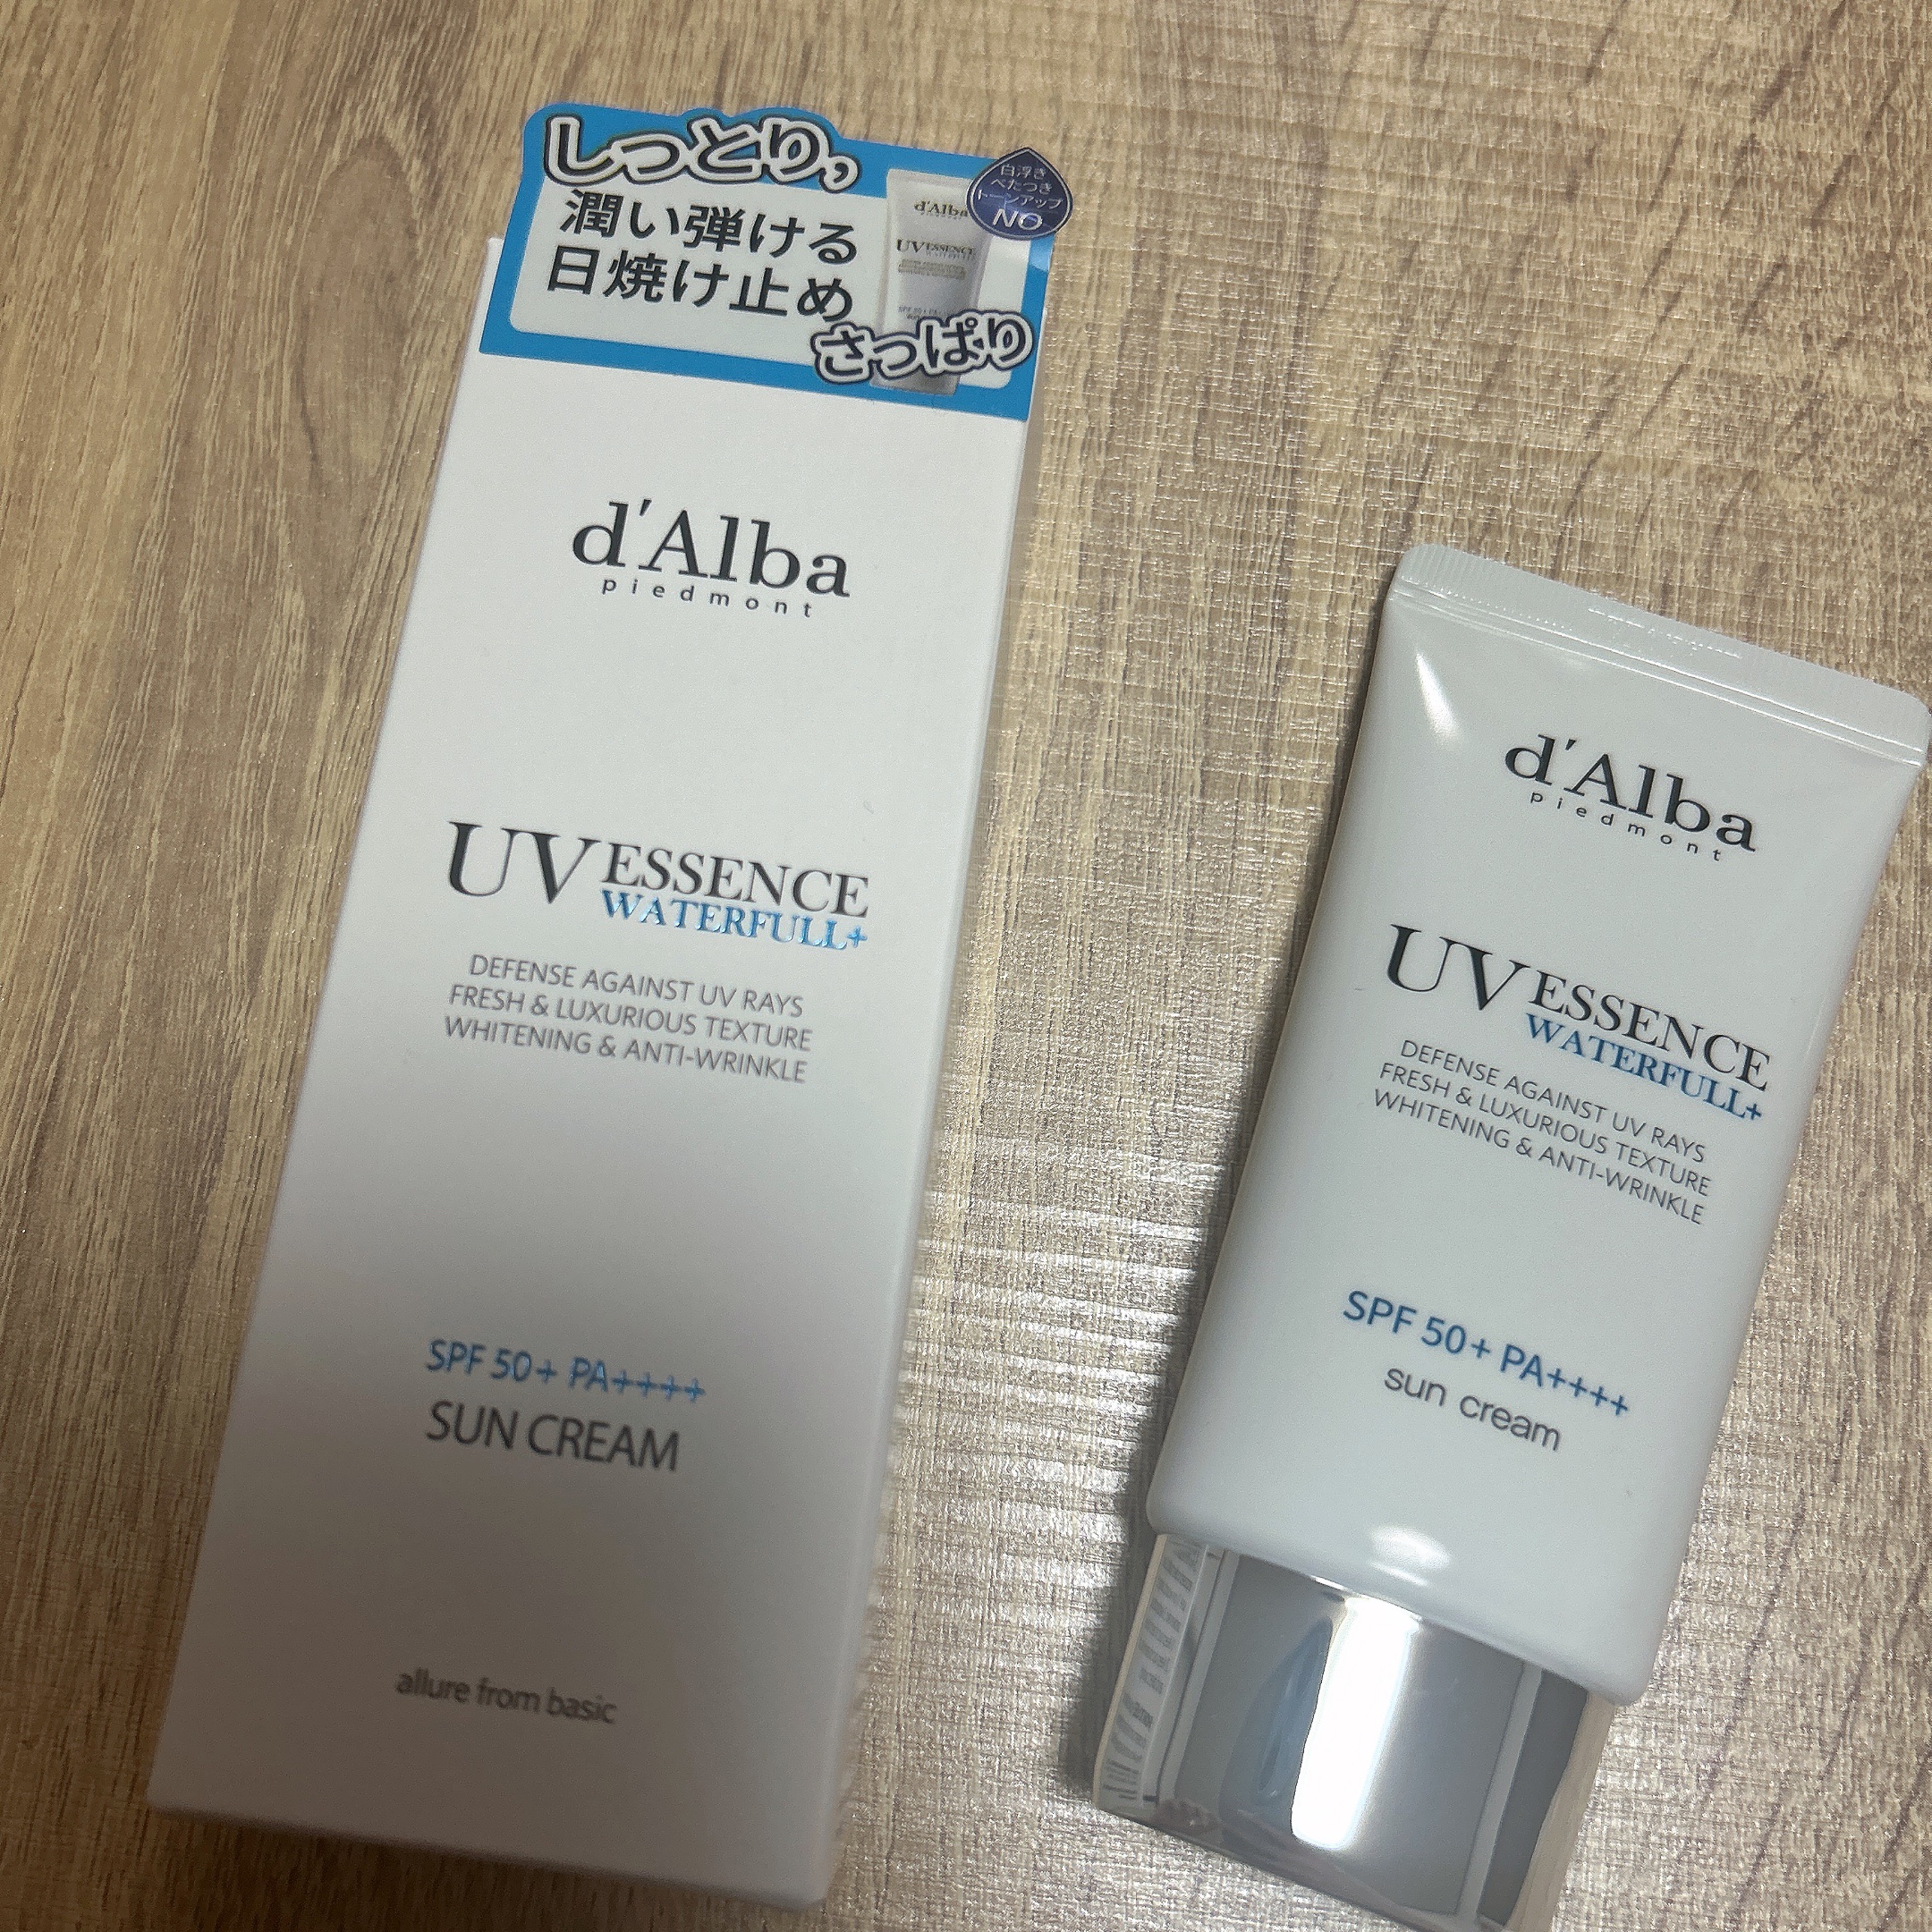 しっとり,
潤い弾ける
日焼け止め
さっぱり
白浮き
べたつき
トーンアップ
NO
d'Alba
UV ESSENCE
d'Alba
piedmont
UV ESSENCE
WATERFULL+
DEFENSE AGAINST UV RAYS
FRESH & LUXURIOUS TEXTURE
WHITENING & ANTI-WRINKLE
SPF 50+ PA++++
SUN CREAM
allure from basic
d'Alba
piedmont
UV ESSENCE
WATERFULL+
DEFENSE AGAINST UV RAYS
FRESH & LUXURIOUS TEXTURE
WHITENING & ANTI-WRINKLE
SPF 50+ PA++++
sun cream